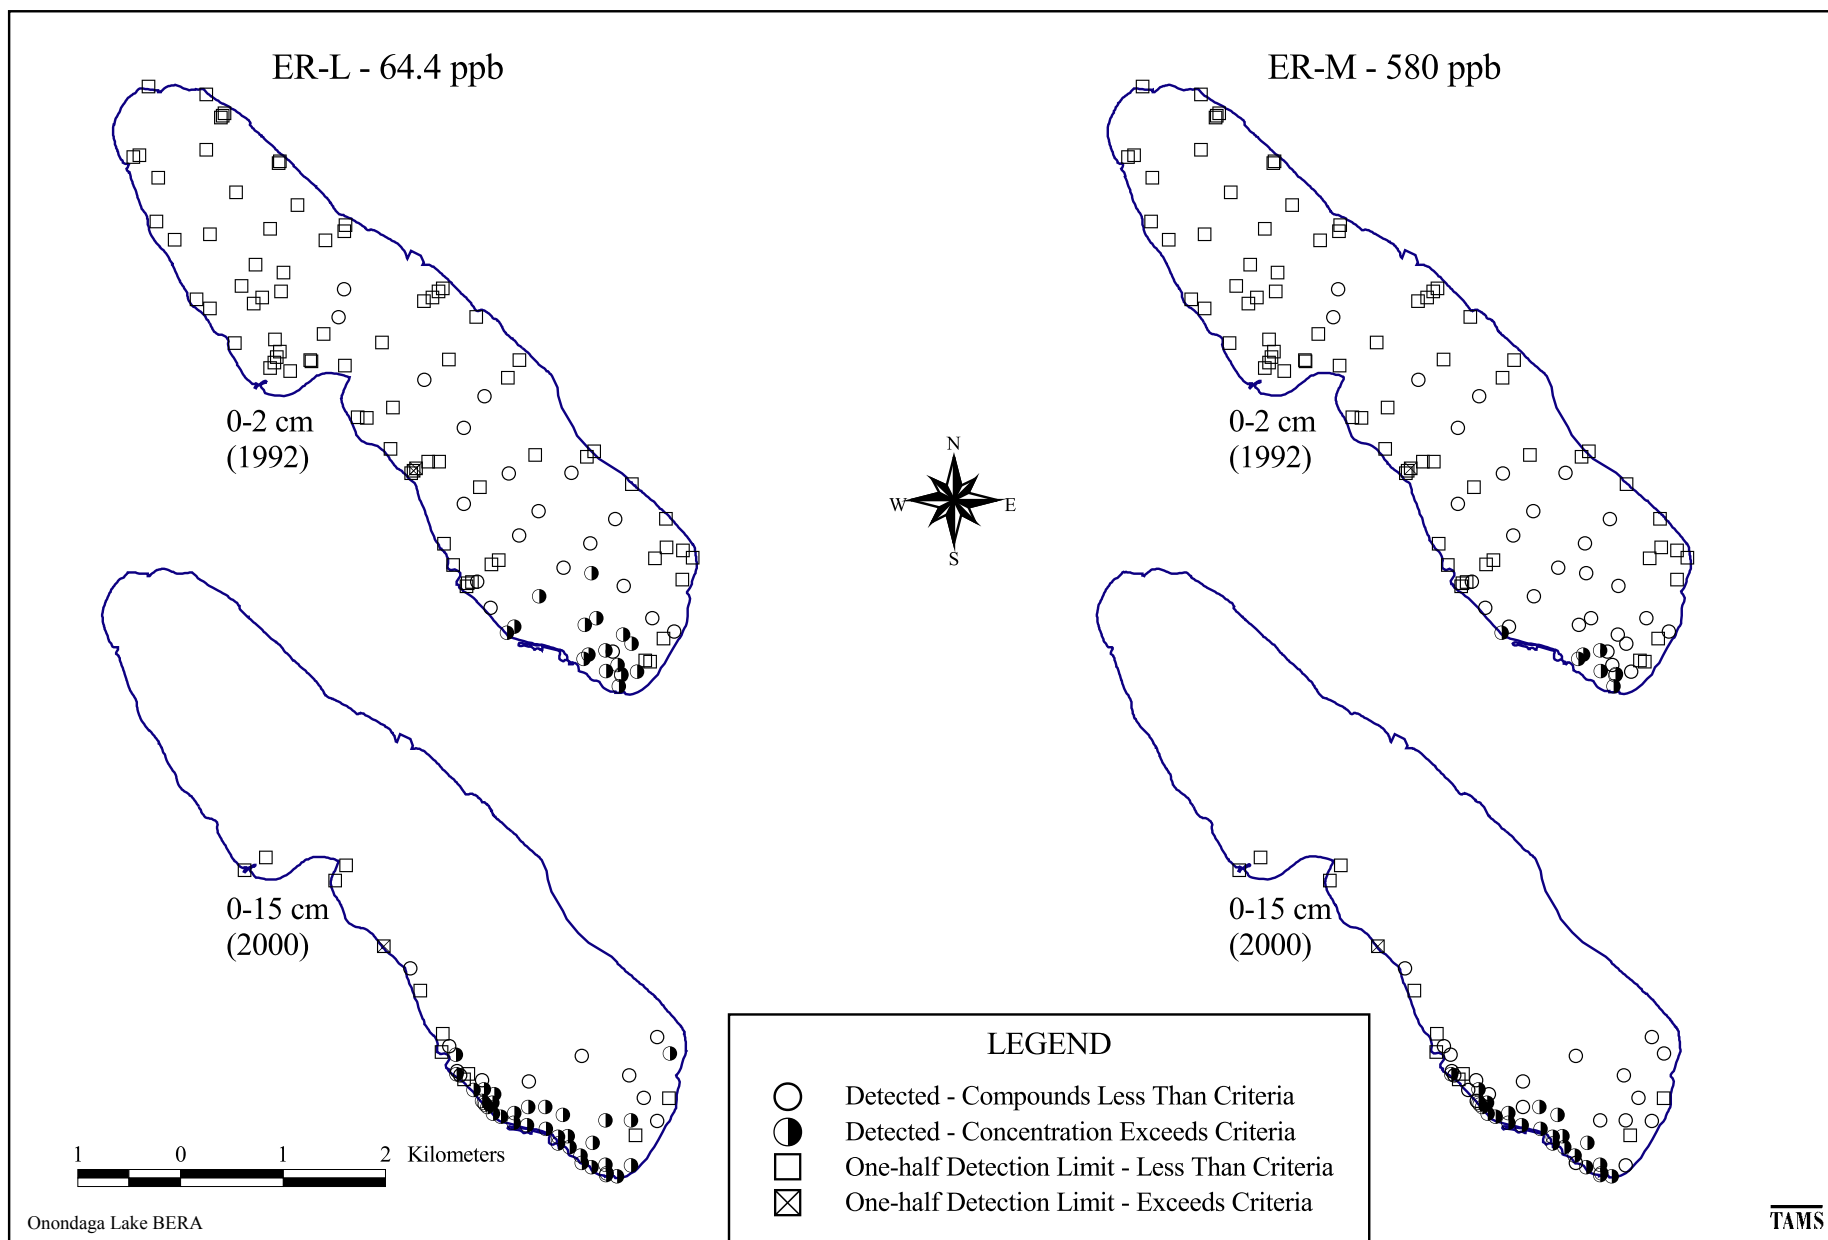 ER-L - 64.4 ppb
ER-M - 580 ppb
0-2 cm
(1992)
0-2 cm
(1992)
N
W
E
S
0-15 cm
(2000)
0-15 cm
(2000)
LEGEND
Detected - Compounds Less Than Criteria
Detected - Concentration Exceeds Criteria
One-half Detection Limit - Less Than Criteria
One-half Detection Limit - Exceeds Criteria
1 0 1 2 Kilometers
Onondaga Lake BERA
TAMS